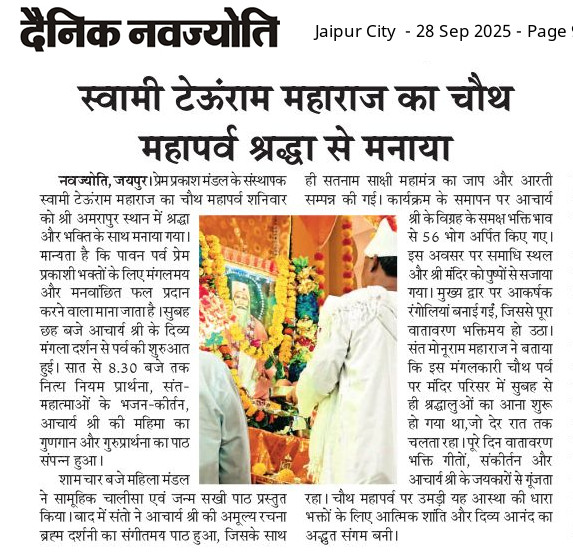 दैनिक नवज्योति
Jaipur City - 28 Sep 2025 - Page 9
स्वामी टेऊंराम महाराज का चौथ
महापर्व श्रद्धा से मनाया
नवज्योति, जयपुर। प्रेम प्रकाश मंडल के संस्थापक
स्वामी टेऊंराम महाराज का चौथ महापर्व शनिवार
को श्री अमरापुर स्थान में श्रद्धा
और भक्ति के साथ मनाया गया।
मान्यता है कि पावन पर्व प्रेम
प्रकाशी भक्तों के लिए मंगलमय
और मनवांछित फल प्रदान
करने वाला माना जाता है। सुबह
छह बजे आचार्य श्री के दिव्य
मंगला दर्शन से पर्व की शुरुआत
हुई। सात से 8.30 बजे तक
नित्य नियम प्रार्थना, संत-
महात्माओं के भजन-कीर्तन,
आचार्य श्री की महिमा का
गुणगान और गुरुप्रार्थना का पाठ
संपन्न हुआ।
शाम चार बजे महिला मंडल
ने सामूहिक चालीसा एवं जन्म सखी पाठ प्रस्तुत
किया। बाद में संतो ने आचार्य श्री की अमूल्य रचना
ब्रह्म दर्शनी का संगीतमय पाठ हुआ, जिसके साथ
ही सतनाम साक्षी महामंत्र का जाप और आरती
सम्पन्न की गई। कार्यक्रम के समापन पर आचार्य
श्री के विग्रह के समक्ष भक्ति भाव
से 56 भोग अर्पित किए गए।
इस अवसर पर समाधि स्थल
और श्री मंदिर को पुष्पों से सजाया
गया। मुख्य द्वार पर आकर्षक
रंगोलियां बनाई गईं, जिससे पूरा
वातावरण भक्तिमय हो उठा।
संत मोनूराम महाराज ने बताया
कि इस मंगलकारी चौथ पर्व
पर मंदिर परिसर में सुबह से
ही श्रद्धालुओं का आना शुरू
हो गया था,जो देर रात तक
चलता रहा। पूरे दिन वातावरण
भक्ति गीतों, संकीर्तन और
आचार्य श्री के जयकारों से गूंजता
रहा। चौथ महापर्व पर उमड़ी यह आस्था की धारा
भक्तों के लिए आत्मिक शांति और दिव्य आनंद का
अद्भुत संगम बनी।